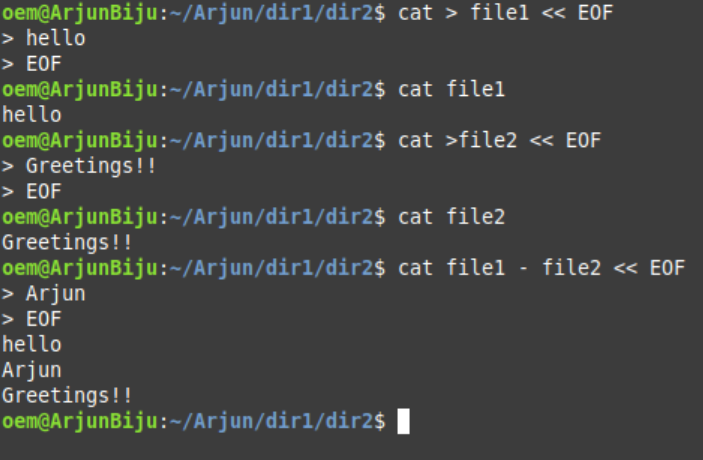 oem@ArjunBiju:~/Arjun/dir1/dir2$ cat > file1 << EOF
> hello
> EOF
oem@ArjunBiju:~/Arjun/dir1/dir2$ cat file1
hello
oem@ArjunBiju:~/Arjun/dir1/dir2$ cat >file2 << EOF
> Greetings!!
> EOF
oem@ArjunBiju:~/Arjun/dir1/dir2$ cat file2
Greetings!!
oem@ArjunBiju:~/Arjun/dir1/dir2$ cat file1 - file2 << EOF
> Arjun
> EOF
hello
Arjun
Greetings!!
oem@ArjunBiju:~/Arjun/dir1/dir2$